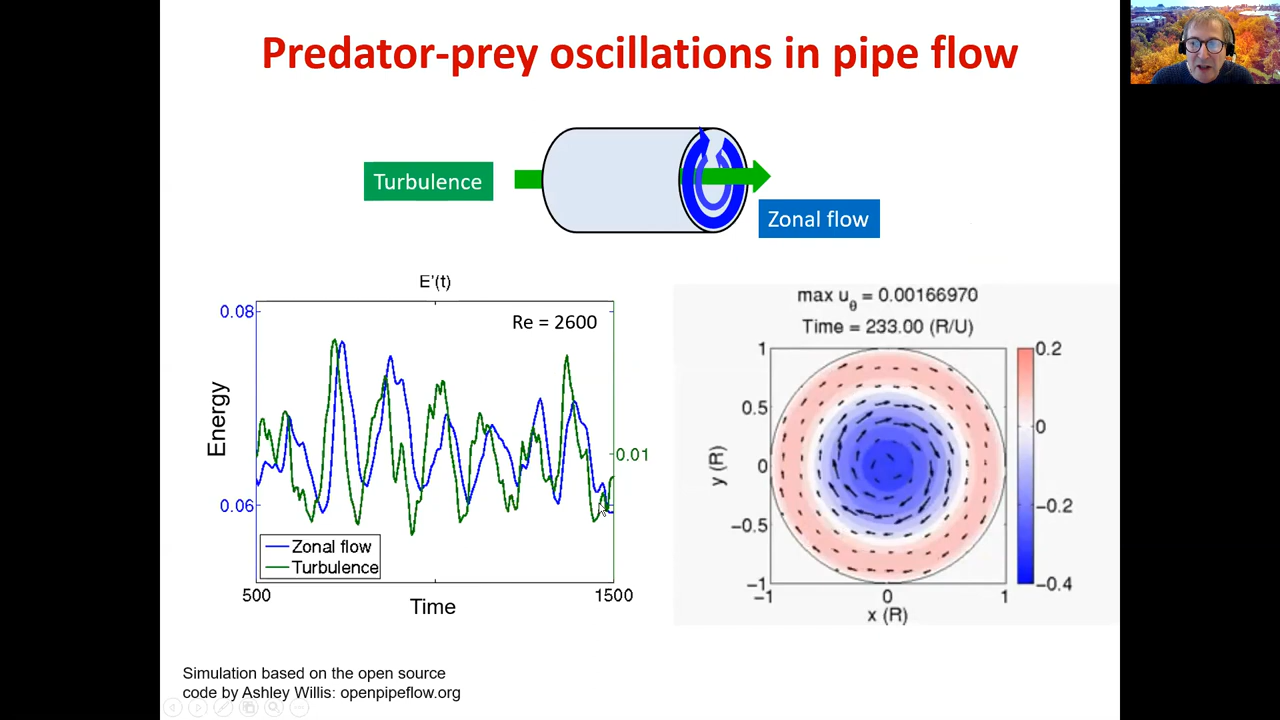 Predator-prey oscillations in pipe flow
Turbulence
Zonal flow
E'(t)
0.08
Re = 2600
Energy
0.01
0.06
Zonal flow
Turbulence
500
1500
Time
max uθ = 0.00166970
Time = 233.00 (R/U)
1
0.5
0
−0.5
−1
y (R)
−1
0
1
x (R)
0.2
0
−0.2
−0.4
Simulation based on the open source
code by Ashley Willis: openpipeflow.org